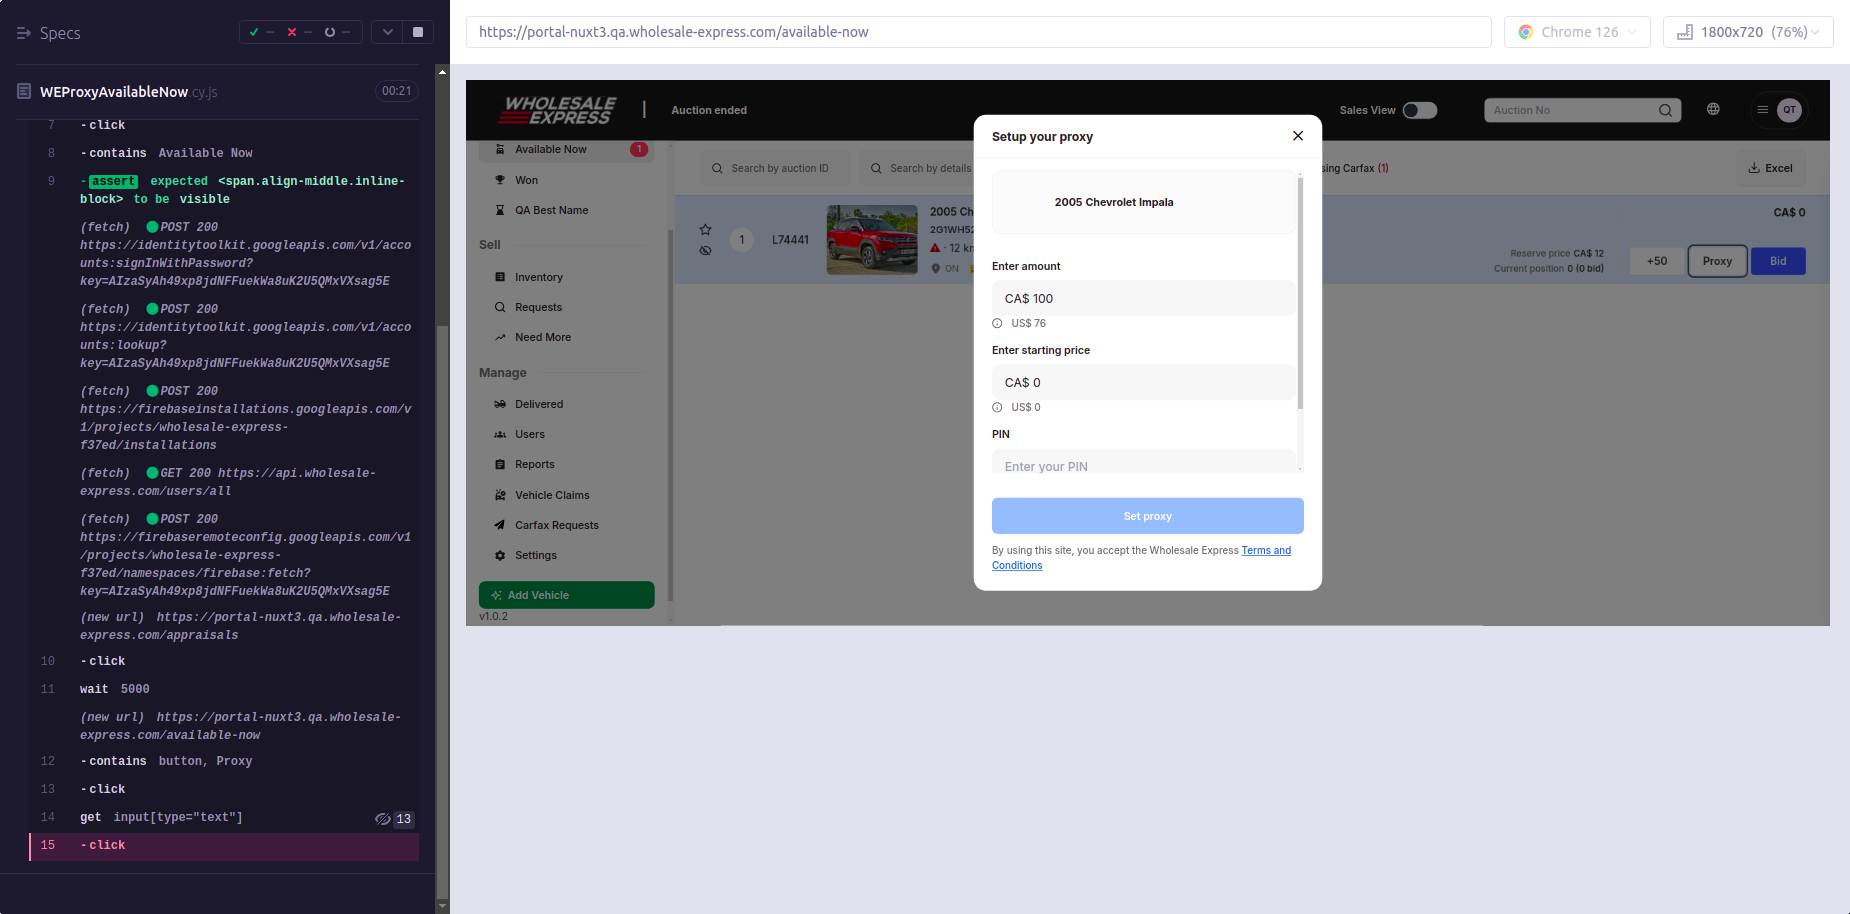 Specs
WEProxyAvailableNow.cy.js
00:21
7 -click
8 -contains Available Now
9 -assert expected <span.align-middle.inline-
block> to be visible
(fetch) POST 200
https://identitytoolkit.googleapis.com/v1/acco
unts:signInWithPassword?
key=AIzaSyAh49xp8jdNFFuekWa8uK2U5QMxVXsag5E
(fetch) POST 200
https://identitytoolkit.googleapis.com/v1/acco
unts:lookup?
key=AIzaSyAh49xp8jdNFFuekWa8uK2U5QMxVXsag5E
(fetch) POST 200
https://firebaseinstallations.googleapis.com/v
1/projects/wholesale-express-
f37ed/installations
(fetch) GET 200 https://api.wholesale-
express.com/users/all
(fetch) POST 200
https://firebaseremoteconfig.googleapis.com/v1
/projects/wholesale-express-
f37ed/namespaces/firebase:fetch?
key=AIzaSyAh49xp8jdNFFuekWa8uK2U5QMxVXsag5E
(new url) https://portal-nuxt3.qa.wholesale-
express.com/appraisals
10 -click
11 wait 5000
(new url) https://portal-nuxt3.qa.wholesale-
express.com/available-now
12 -contains button, Proxy
13 -click
14 get input[type="text"] 13
15 -click
https://portal-nuxt3.qa.wholesale-express.com/available-now
Chrome 126
1800x720 (76%)
WHOLESALE
EXPRESS
Auction ended
Sales View
Auction No
QT
Available Now 1
Won
QA Best Name
Sell
Inventory
Requests
Need More
Manage
Delivered
Users
Reports
Vehicle Claims
Carfax Requests
Settings
Add Vehicle
v1.0.2
Search by auction ID
Search by details
sing Carfax (1)
Excel
1
L74441
2005 Ch
2G1WH52
· 12 km
ON
CA$ 0
Reserve price CA$ 12
Current position 0 (0 bid)
+50
Proxy
Bid
Setup your proxy
2005 Chevrolet Impala
Enter amount
CA$ 100
US$ 76
Enter starting price
CA$ 0
US$ 0
PIN
Enter your PIN
Set proxy
By using this site, you accept the Wholesale Express Terms and
Conditions